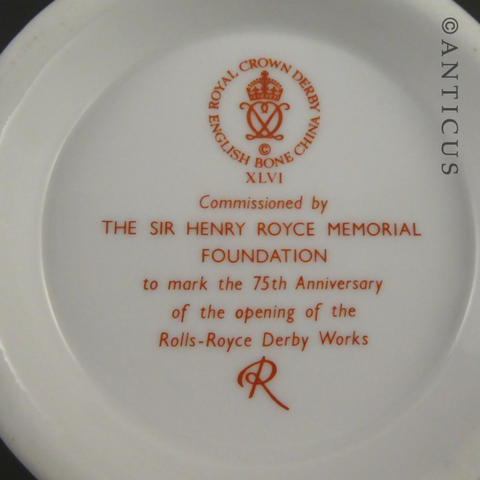 ROYAL CROWN DERBY
ENGLISH BONE CHINA
©
XLVI
Commissioned by
THE SIR HENRY ROYCE MEMORIAL
FOUNDATION
to mark the 75th Anniversary
of the opening of the
Rolls-Royce Derby Works
R
© ANTICUS